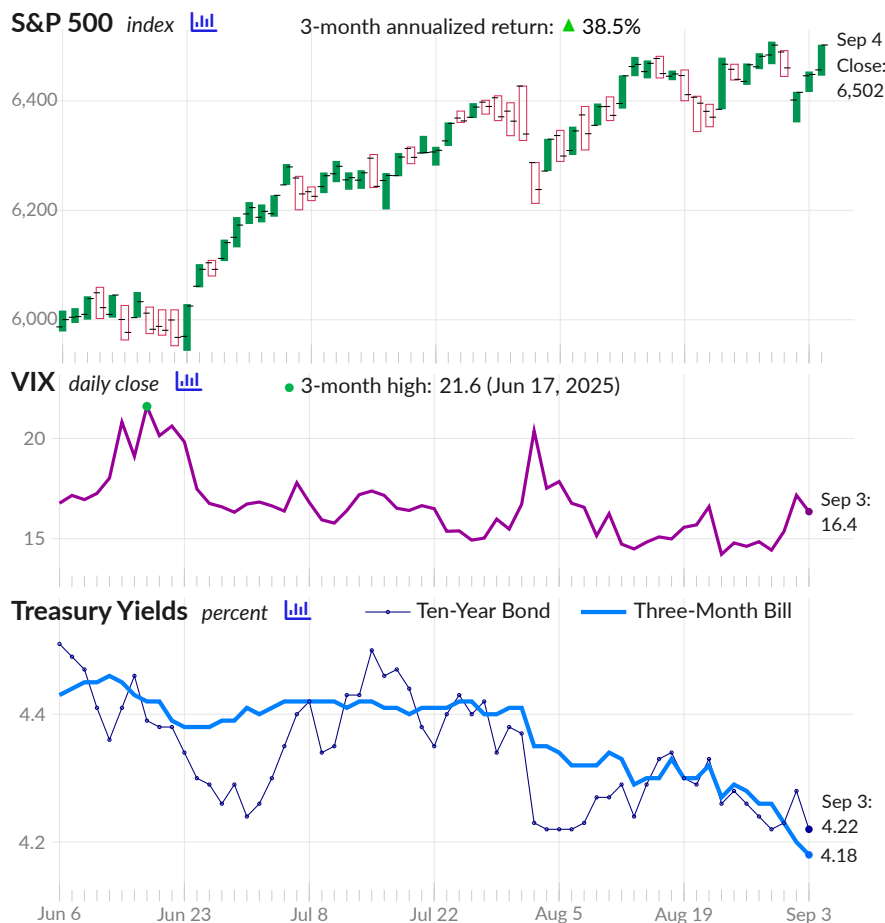 S&P 500 index
3-month annualized return: ▲ 38.5%
Sep 4
Close:
6,502
6,400
6,200
6,000
VIX daily close
3-month high: 21.6 (Jun 17, 2025)
20
15
Sep 3:
16.4
Treasury Yields percent
Ten-Year Bond
Three-Month Bill
4.4
4.2
Sep 3:
4.22
4.18
Jun 6 Jun 23 Jul 8 Jul 22 Aug 5 Aug 19 Sep 3